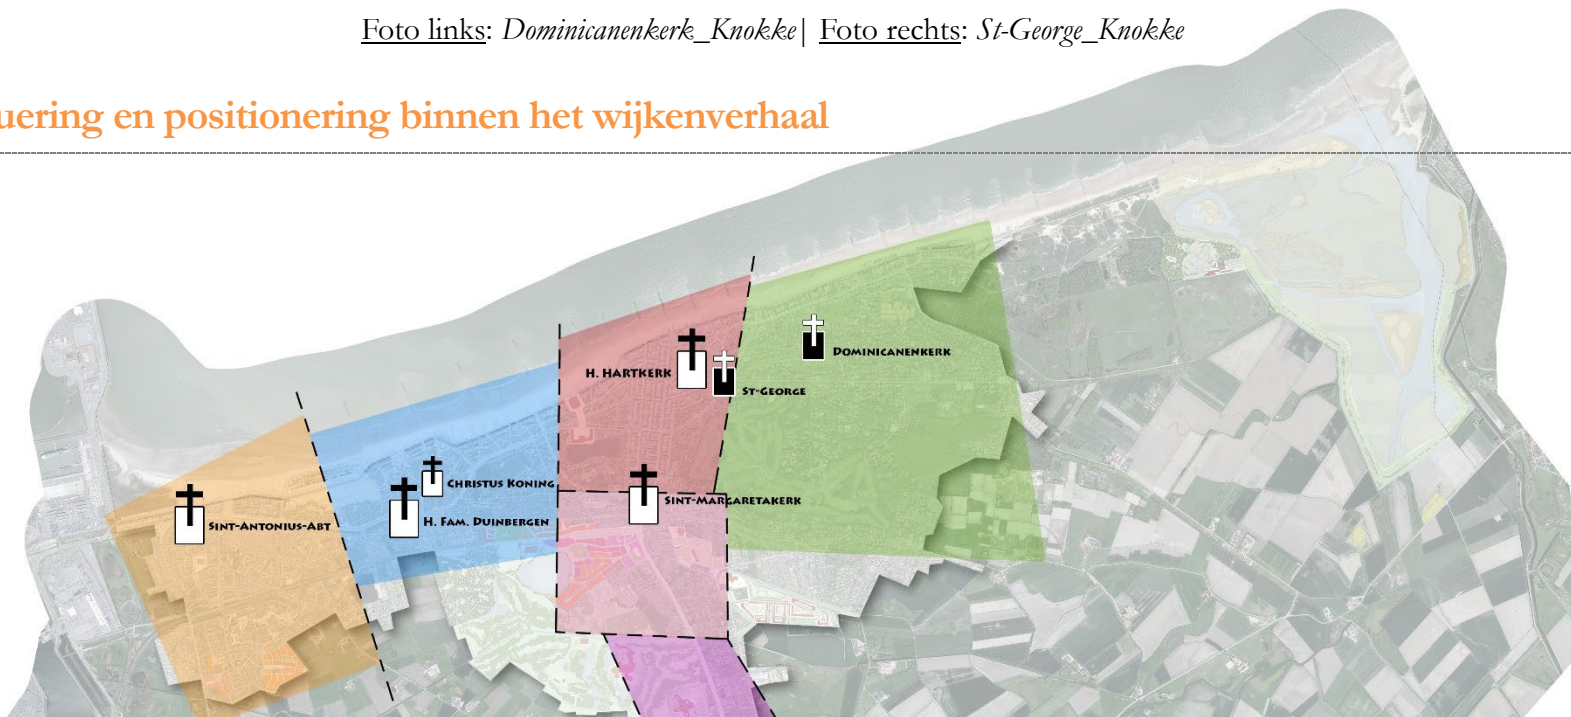 Foto links: Dominicanenkerk_Knokke| Foto rechts: St-George_Knokke
uering en positionering binnen het wijkenverhaal
Dominicanenkerk
H. Hartkerk
St-George
Christus Koning
Sint-Margaretakerk
H. Fam. Duinbergen
Sint-Antonius-Abt